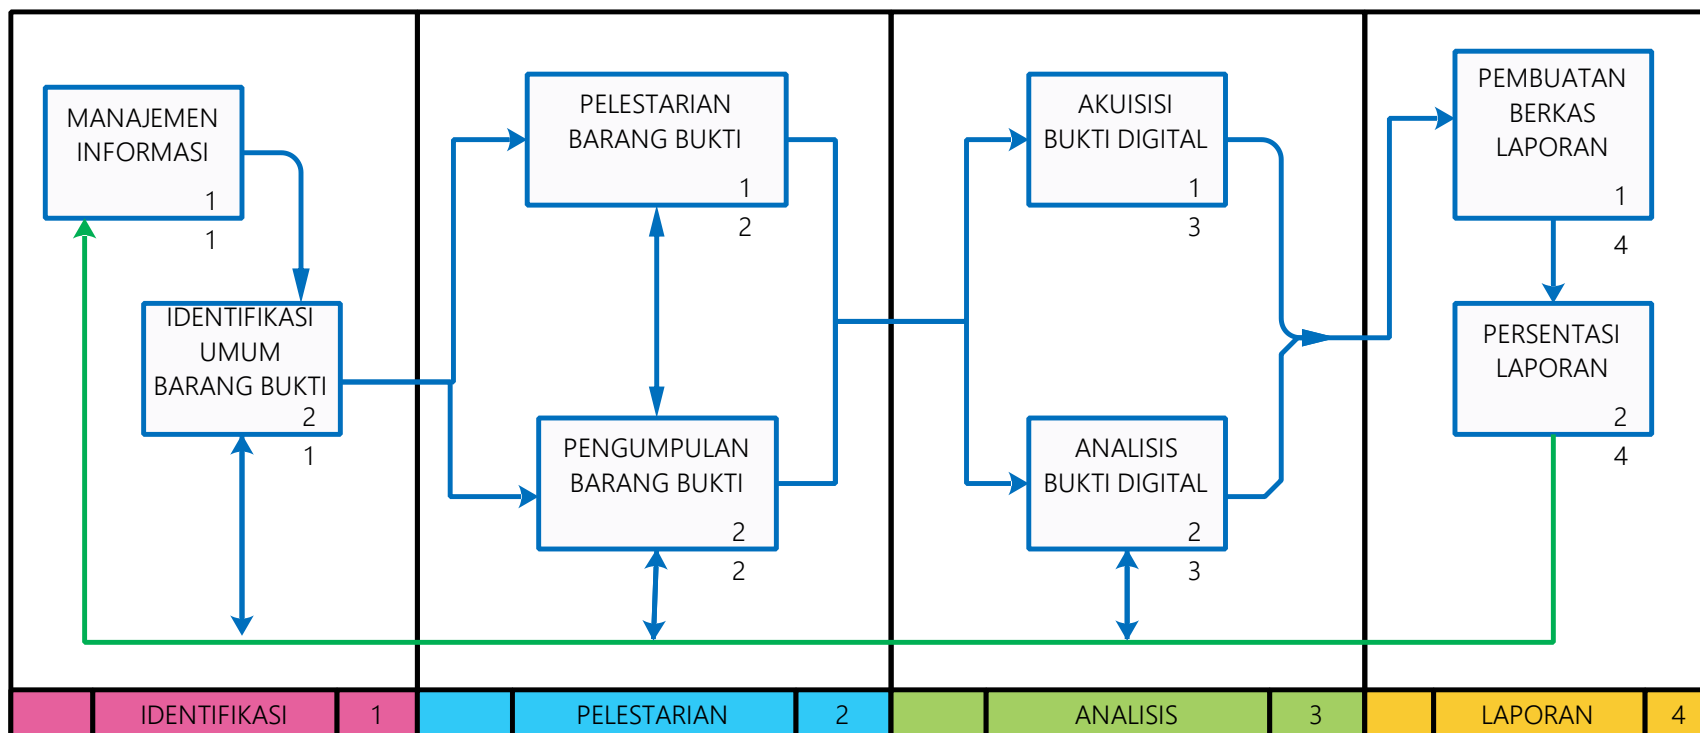 MANAJEMEN
INFORMASI
1
1
IDENTIFIKASI
UMUM
BARANG BUKTI
2
1
PELESTARIAN
BARANG BUKTI
1
2
PENGUMPULAN
BARANG BUKTI
2
2
AKUISISI
BUKTI DIGITAL
1
3
ANALISIS
BUKTI DIGITAL
2
3
PEMBUATAN
BERKAS
LAPORAN
1
4
PERSENTASI
LAPORAN
2
4
IDENTIFIKASI 1
PELESTARIAN 2
ANALISIS 3
LAPORAN 4